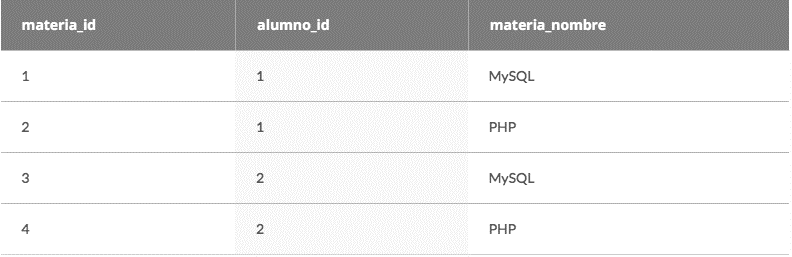 materia_id alumno_id materia_nombre
1 1 MySQL
2 1 PHP
3 2 MySQL
4 2 PHP